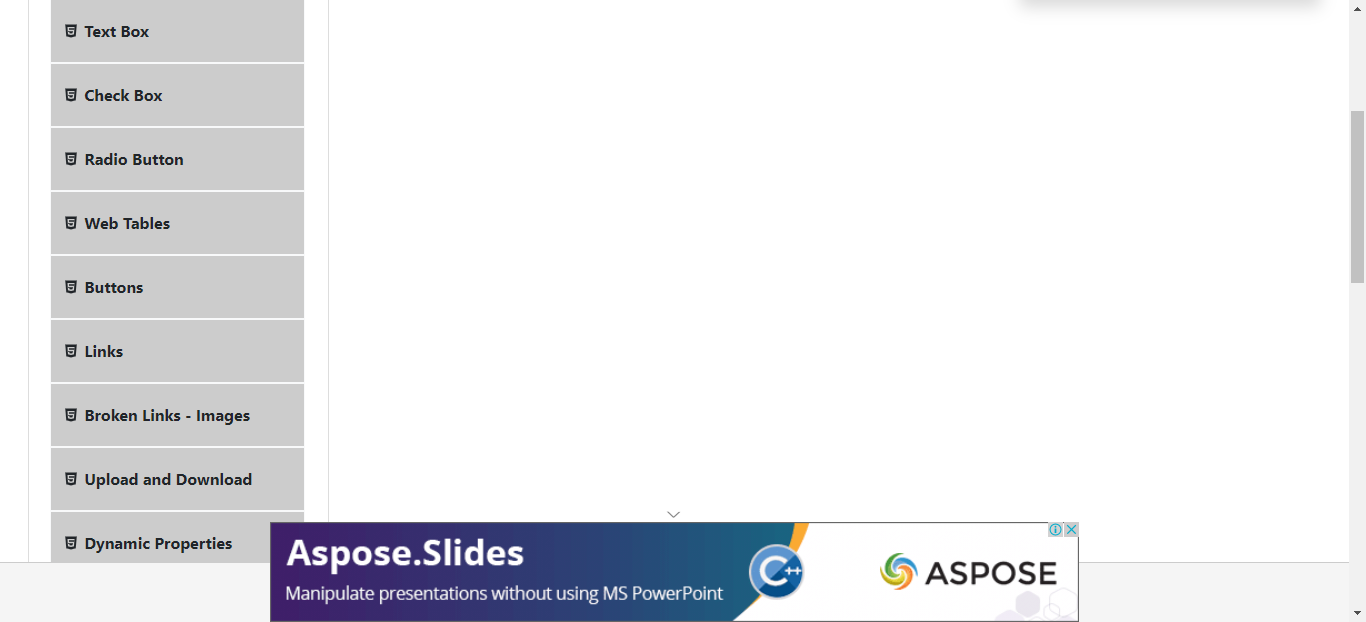 Text Box
Check Box
Radio Button
Web Tables
Buttons
Links
Broken Links - Images
Upload and Download
Dynamic Properties
Aspose.Slides
Manipulate presentations without using MS PowerPoint
C++
ASPOSE